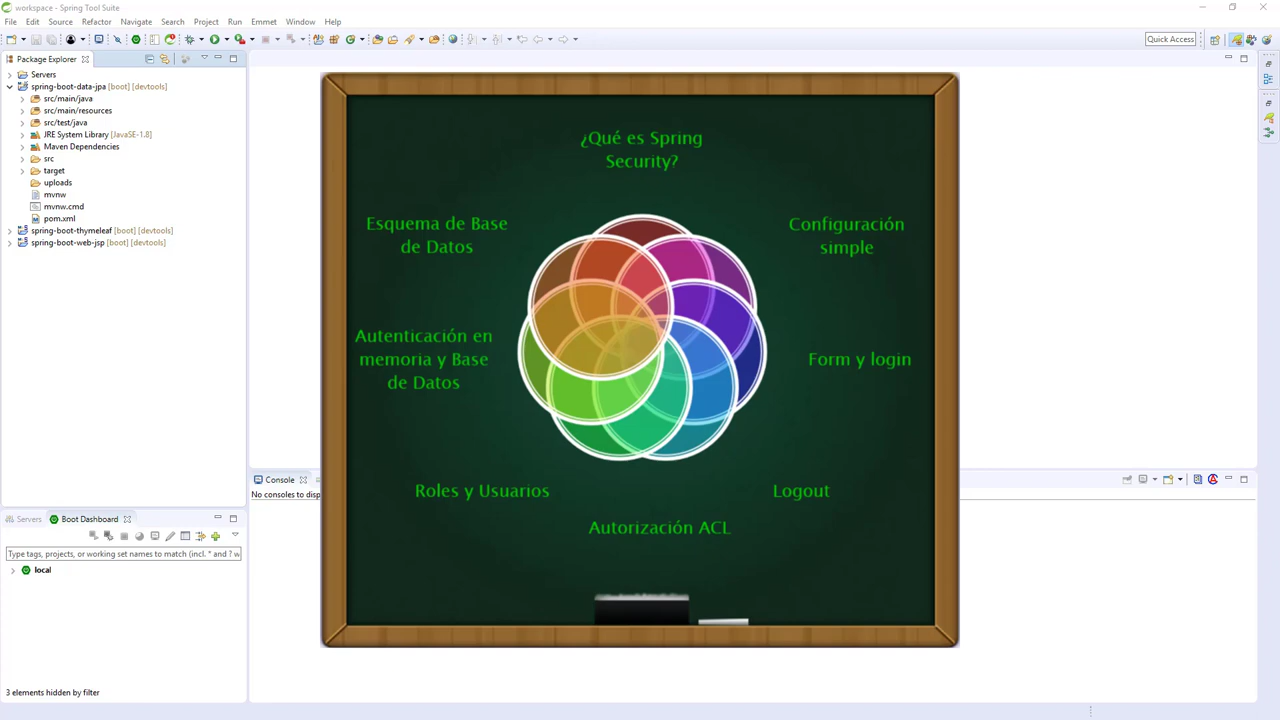 workspace - Spring Tool Suite
File Edit Source Refactor Navigate Search Project Run Emmet Window Help
Quick Access
Package Explorer
Servers
spring-boot-data-jpa [boot] [devtools]
src/main/java
src/main/resources
src/test/java
JRE System Library [JavaSE-1.8]
Maven Dependencies
src
target
uploads
mvnw
mvnw.cmd
pom.xml
spring-boot-thymeleaf [boot] [devtools]
spring-boot-web-jsp [boot] [devtools]
Servers
Boot Dashboard
Type tags, projects, or working set names to match (incl. * and ? w
local
3 elements hidden by filter
¿Qué es Spring
Security?
Configuración
simple
Form y login
Logout
Autorización ACL
Roles y Usuarios
Autenticación en
memoria y Base
de Datos
Esquema de Base
de Datos
Console
No consoles to disp